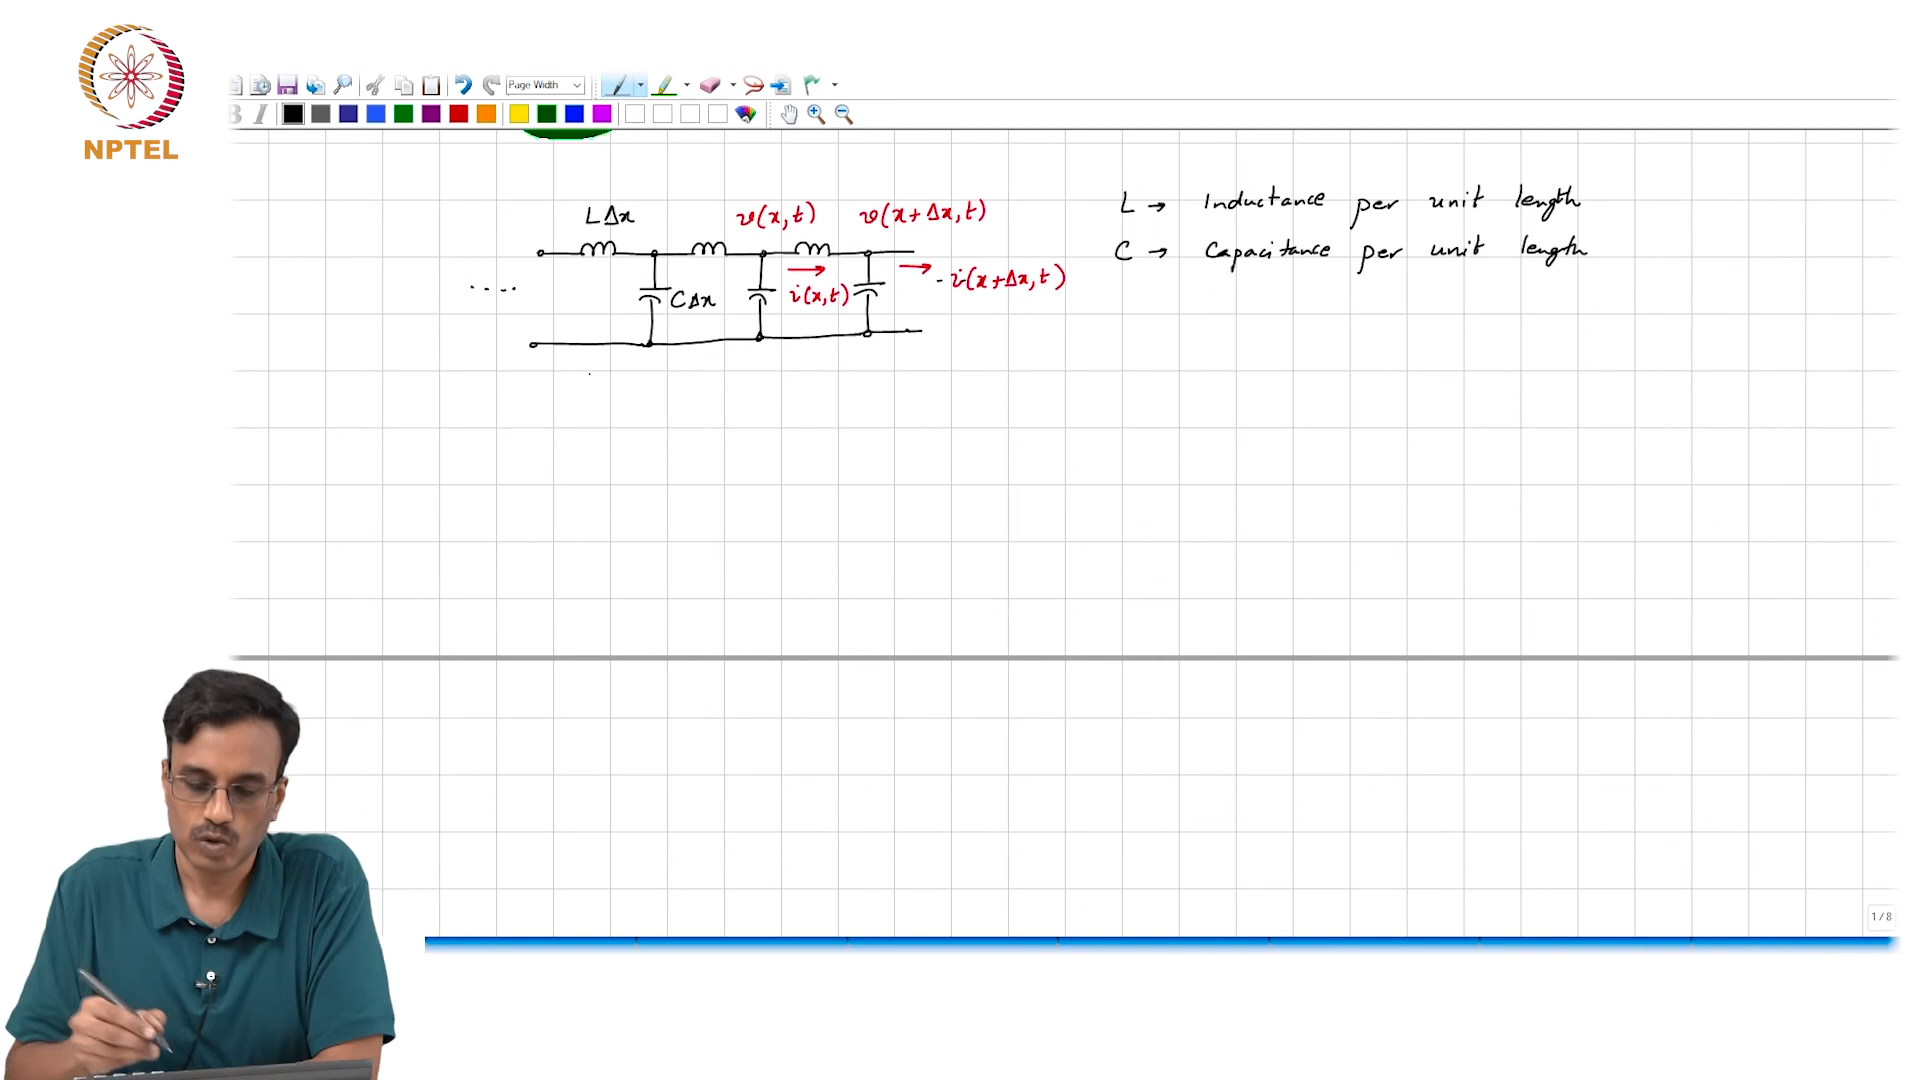 NPTEL
Page Width
B I
L → Inductance per unit length
C → Capacitance per unit length
LΔx
v(x,t)
v(x+Δx,t)
i(x,t)
i(x+Δx,t)
CΔx
....
1 / 8